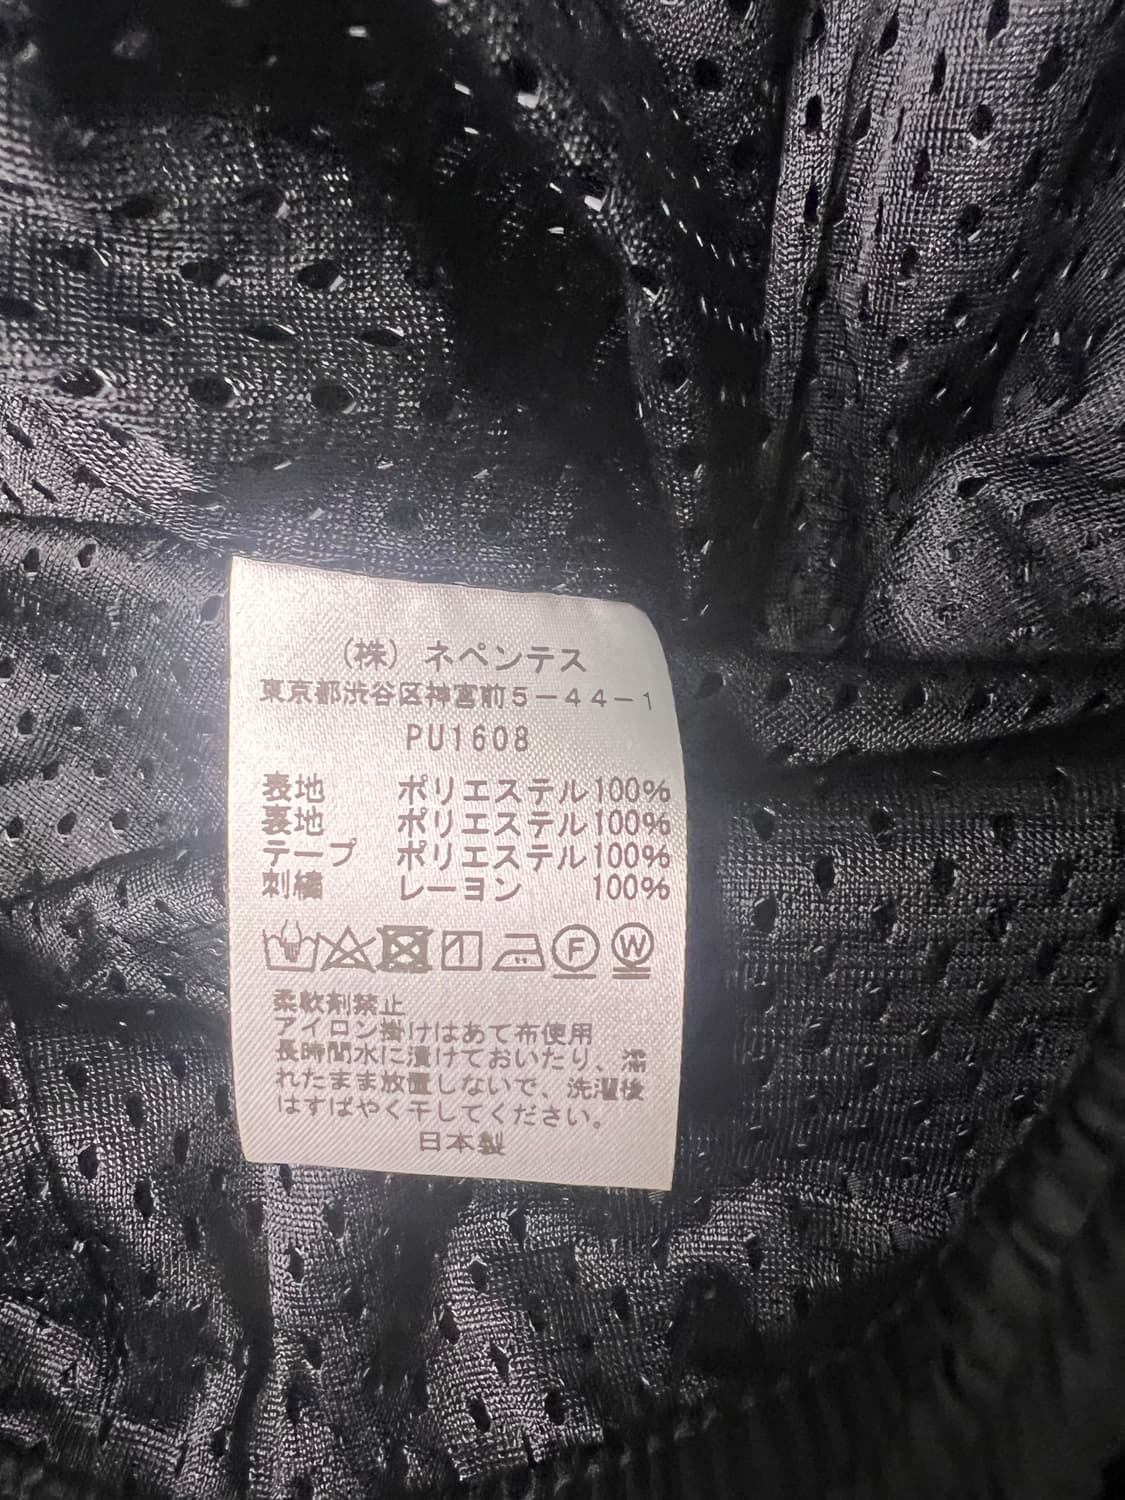 (株) ネペンテス
東京都渋谷区神宮前5-44-1
PU1608
表地 ポリエステル100%
裏地 ポリエステル100%
テープ ポリエステル100%
刺繍 レーヨン 100%
F W
柔軟剤禁止
アイロン掛けはあて布使用
長時間水に漬けておいたり、濡
れたまま放置しないで、洗濯後
はすばやく干してください。
日本製